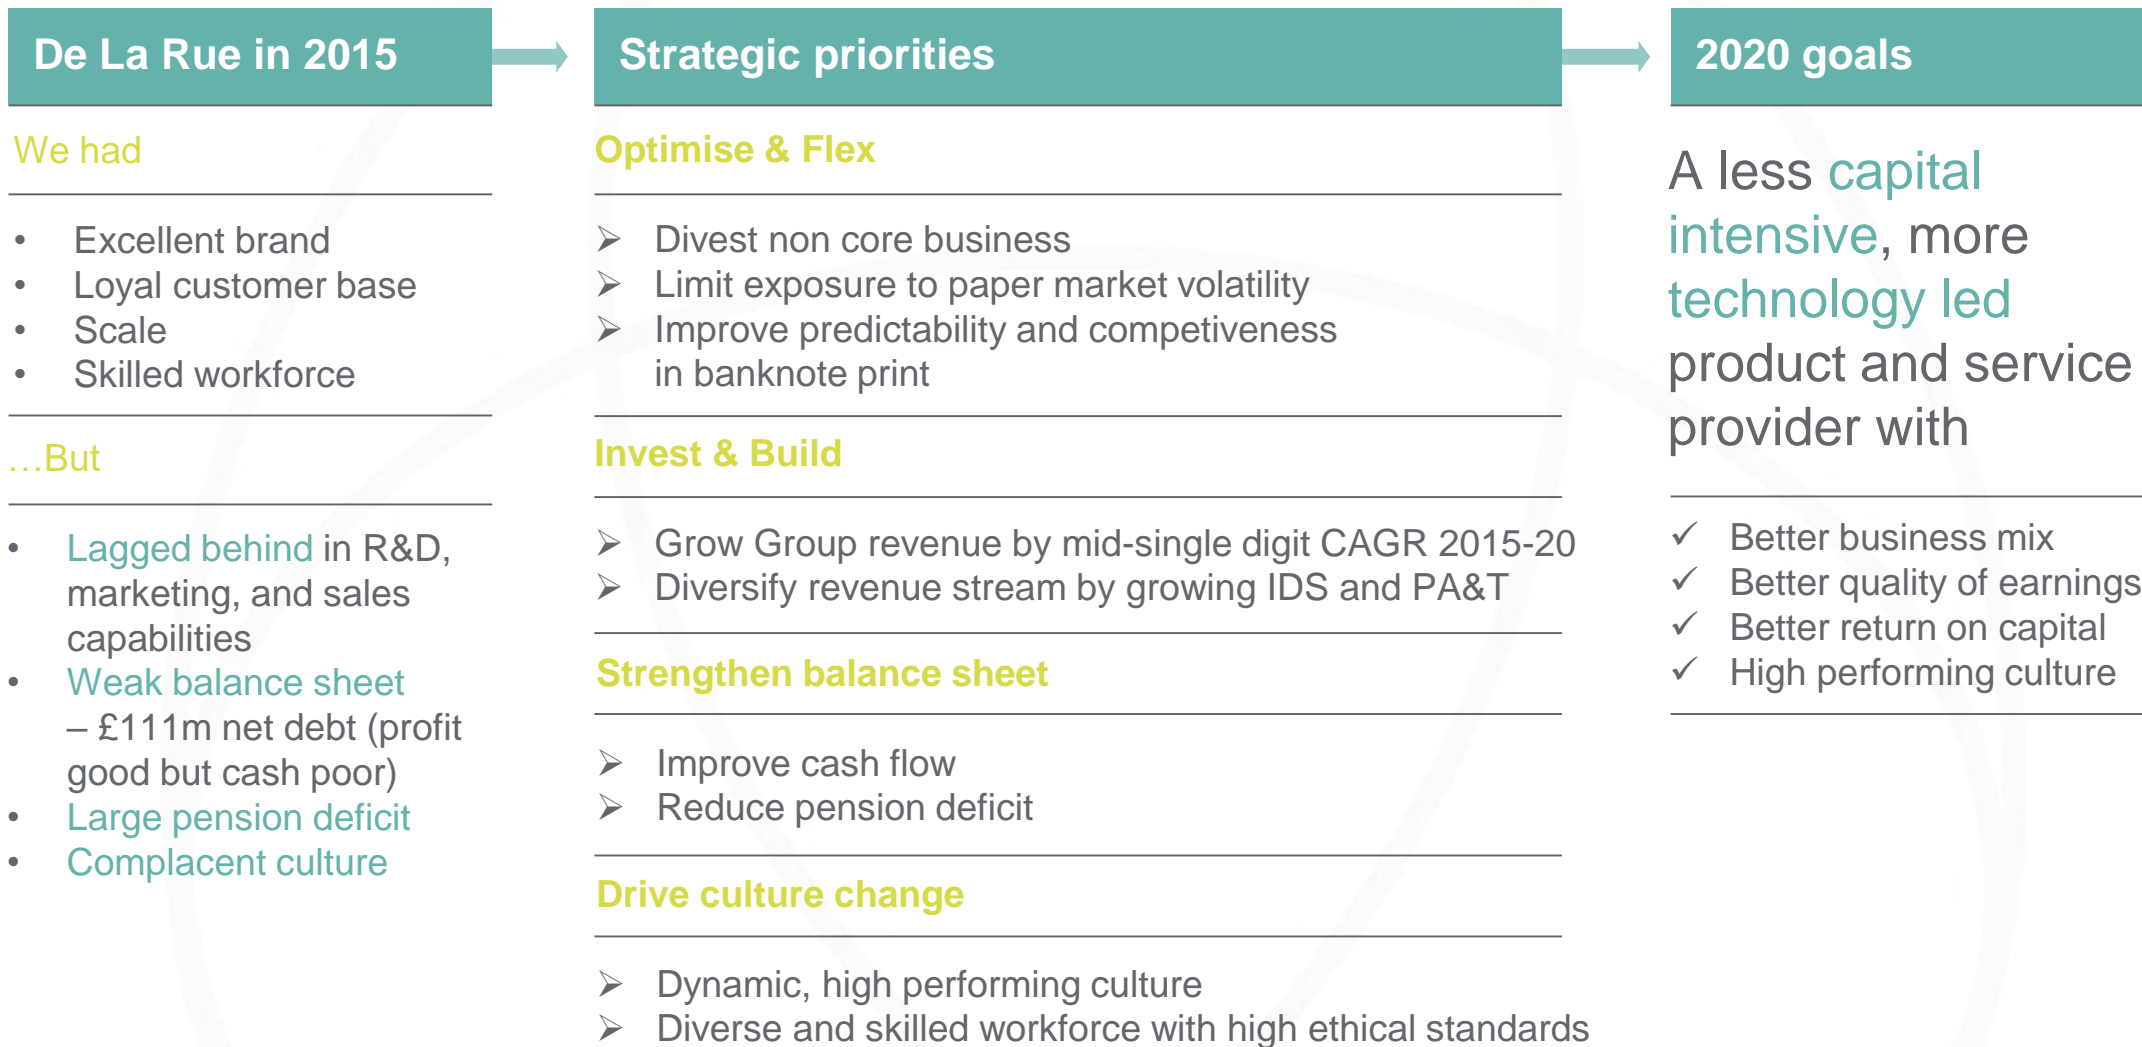 De La Rue in 2015
We had
• Excellent brand
• Loyal customer base
• Scale
• Skilled workforce
…But
• Lagged behind in R&D,
marketing, and sales
capabilities
• Weak balance sheet
– £111m net debt (profit
good but cash poor)
• Large pension deficit
• Complacent culture
Strategic priorities
Optimise & Flex
➢ Divest non core business
➢ Limit exposure to paper market volatility
➢ Improve predictability and competiveness
in banknote print
Invest & Build
➢ Grow Group revenue by mid-single digit CAGR 2015-20
➢ Diversify revenue stream by growing IDS and PA&T
Strengthen balance sheet
➢ Improve cash flow
➢ Reduce pension deficit
Drive culture change
➢ Dynamic, high performing culture
➢ Diverse and skilled workforce with high ethical standards
2020 goals
A less capital
intensive, more
technology led
product and service
provider with
✓ Better business mix
✓ Better quality of earnings
✓ Better return on capital
✓ High performing culture